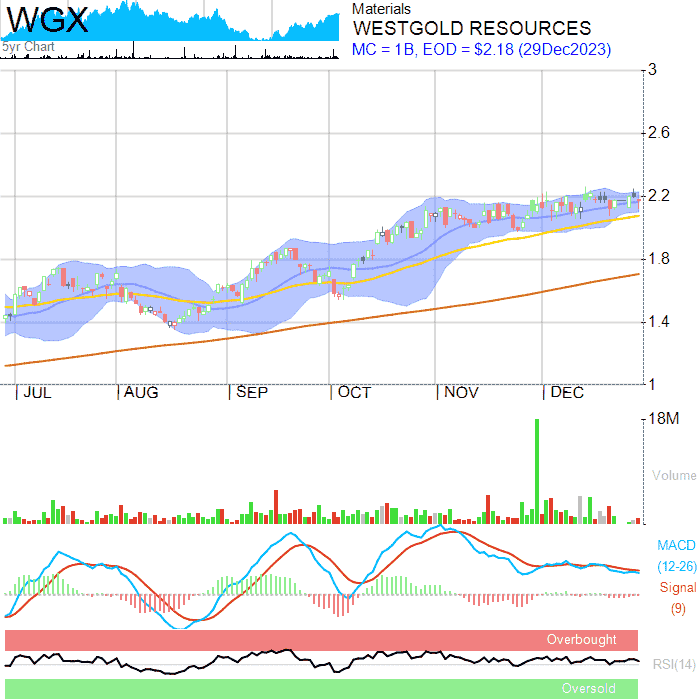 WGX
5yr Chart
Materials
WESTGOLD RESOURCES
MC = 1B, EOD = $2.18 (29Dec2023)
3
2.6
2.2
1.8
1.4
1
JUL AUG SEP OCT NOV DEC
18M
Volume
MACD
(12-26)
Signal
(9)
Overbought
RSI(14)
Oversold